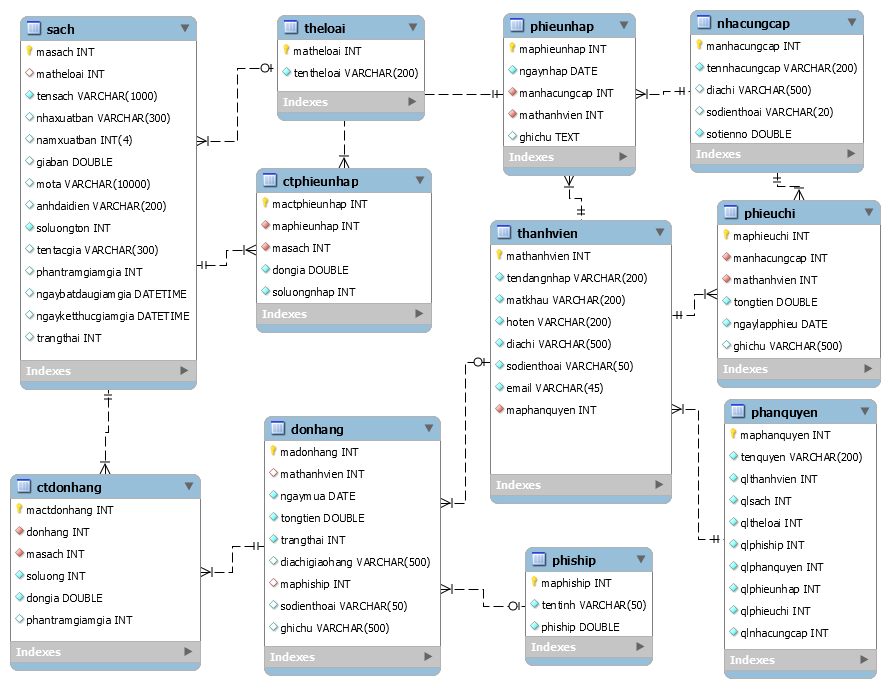 sach
masach INT
matheloai INT
tensach VARCHAR(1000)
nhaxuatban VARCHAR(300)
namxuatban INT(4)
giaban DOUBLE
mota VARCHAR(10000)
anhdaidien VARCHAR(200)
soluongton INT
tentacgia VARCHAR(300)
phantramgiamgia INT
ngaybatdaugiamgia DATETIME
ngayketthucgiamgia DATETIME
trangthai INT
Indexes
theloai
matheloai INT
tentheloai VARCHAR(200)
Indexes
phieunhap
maphieunhap INT
ngaynhap DATE
manhacungcap INT
mathanhvien INT
ghichu TEXT
Indexes
nhacungcap
manhacungcap INT
tennhacungcap VARCHAR(200)
diachi VARCHAR(500)
sodienthoai VARCHAR(20)
sotienno DOUBLE
Indexes
ctphieunhap
mactphieunhap INT
maphieunhap INT
masach INT
dongia DOUBLE
soluongnhap INT
Indexes
thanhvien
mathanhvien INT
tendangnhap VARCHAR(200)
matkhau VARCHAR(200)
hoten VARCHAR(200)
diachi VARCHAR(500)
sodienthoai VARCHAR(50)
email VARCHAR(45)
maphanquyen INT
Indexes
phieuchi
maphieuchi INT
manhacungcap INT
mathanhvien INT
tongtien DOUBLE
ngaylapphieu DATE
ghichu VARCHAR(500)
Indexes
ctdonhang
mactdonhang INT
donhang INT
masach INT
soluong INT
dongia DOUBLE
phantramgiamgia INT
Indexes
donhang
madonhang INT
mathanhvien INT
ngaymua DATE
tongtien DOUBLE
trangthai INT
diachigiaohang VARCHAR(500)
maphiship INT
sodienthoai VARCHAR(50)
ghichu VARCHAR(500)
Indexes
phiship
maphiship INT
tentinh VARCHAR(50)
phiship DOUBLE
Indexes
phanquyen
maphanquyen INT
tenquyen VARCHAR(200)
qlthanhvien INT
qlsach INT
qltheloai INT
qlphiship INT
qlphanquyen INT
qlphieunhap INT
qlphieuchi INT
qlnhacungcap INT
Indexes